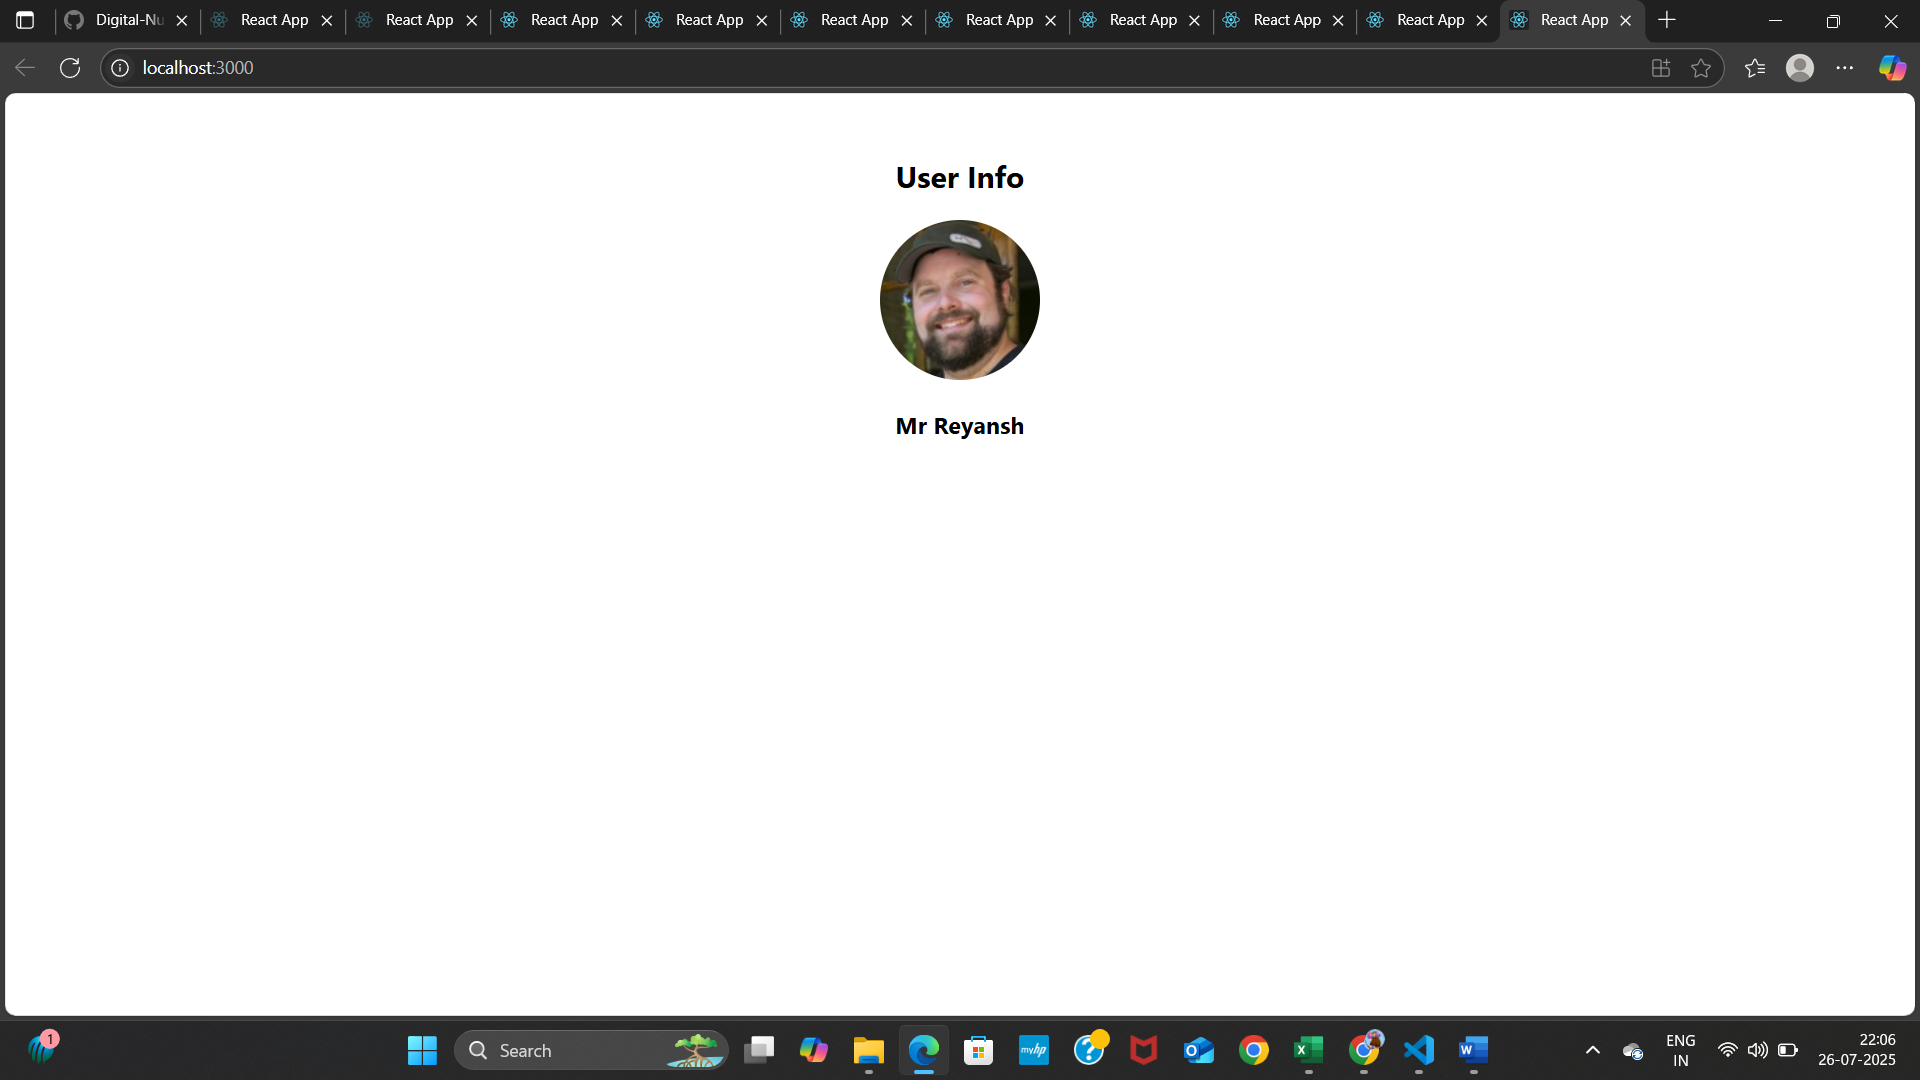 Digital-Nu
React App
React App
React App
React App
React App
React App
React App
React App
React App
React App
localhost:3000
User Info
Mr Reyansh
1
Search
myhp
ENG
IN
22:06
26-07-2025